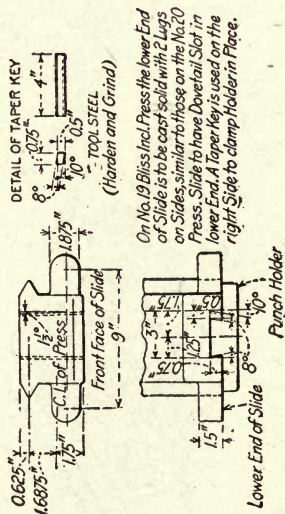 DETAIL OF TAPER KEY
4"
0.75"
0.5"
8°
10°
TOOL STEEL
(Harden and Grind)
On No.19 Bliss Incl. Press the lower End
of Slide is to be cast solid with 2 Lugs
on Sides, similar to those on the No.20
Press. Slide to have Dovetail Slot in
lower End. A Taper Key is used on the
right Side to clamp Holder in Place.
0.625"
1.6875"
1.75"
C.L. of Press
1½°
Front Face of Slide
9"
1.875"
1.5"
0.75"
3"
1.75"
1.25"
0.5"
8°
10°
Lower End of Slide
Punch Holder